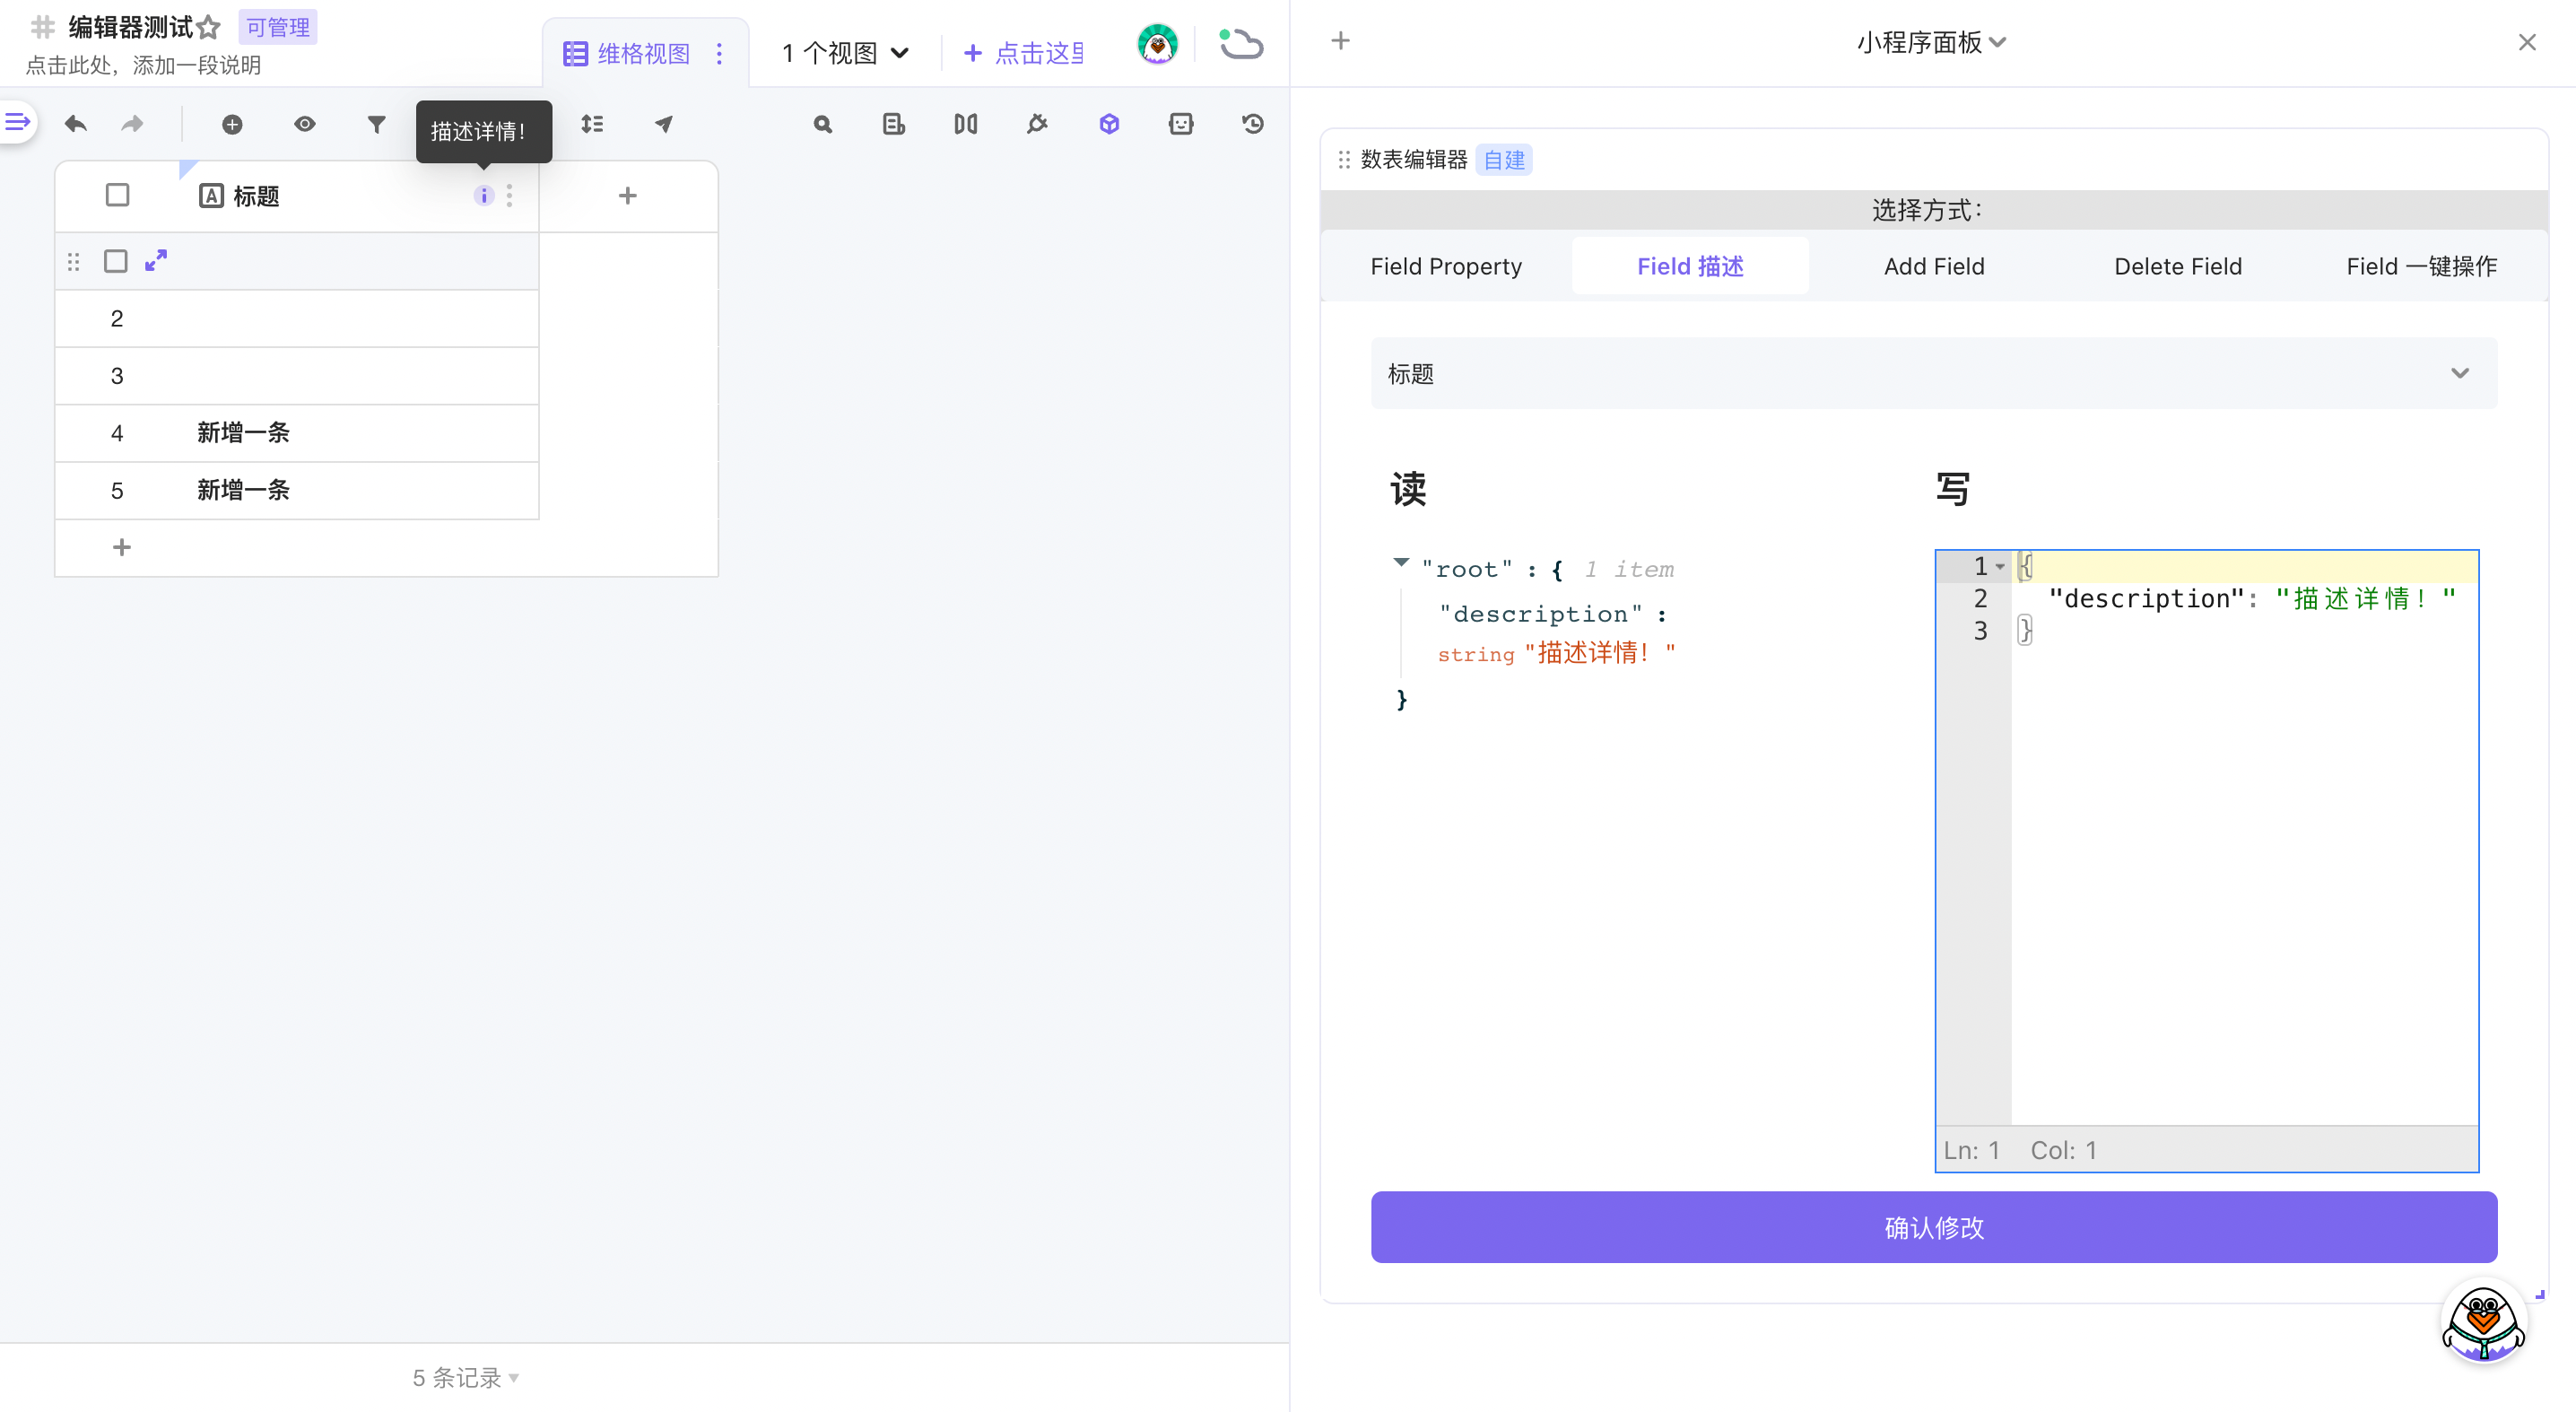 编辑器测试
可管理
点击此处，添加一段说明
维格视图
1 个视图
点击这里
描述详情！
标题
2
3
4 新增一条
5 新增一条
5 条记录
小程序面板
数表编辑器 自建
选择方式：
Field Property
Field 描述
Add Field
Delete Field
Field 一键操作
标题
读
"root" : { 1 item
"description" :
string "描述详情！"
}
写
1 {
2 "description": "描述详情！"
3 }
Ln: 1 Col: 1
确认修改